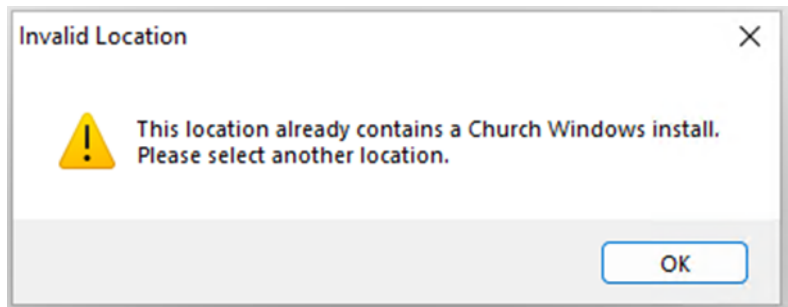 Invalid Location
This location already contains a Church Windows install.
Please select another location.
OK